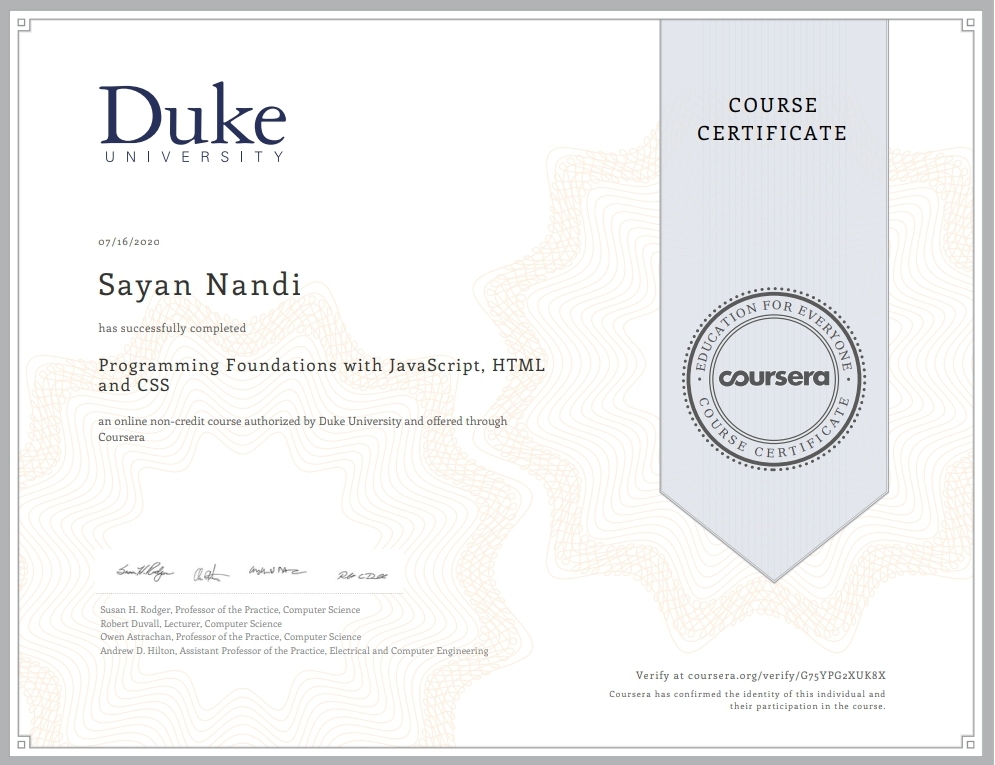 Duke
UNIVERSITY
COURSE
CERTIFICATE
07/16/2020
Sayan Nandi
has successfully completed
Programming Foundations with JavaScript, HTML
and CSS
an online non-credit course authorized by Duke University and offered through
Coursera
EDUCATION FOR EVERYONE
coursera
COURSE CERTIFICATE
Susan H. Rodger, Professor of the Practice, Computer Science
Robert Duvall, Lecturer, Computer Science
Owen Astrachan, Professor of the Practice, Computer Science
Andrew D. Hilton, Assistant Professor of the Practice, Electrical and Computer Engineering
Verify at coursera.org/verify/G75YPG2XUK8X
Coursera has confirmed the identity of this individual and
their participation in the course.